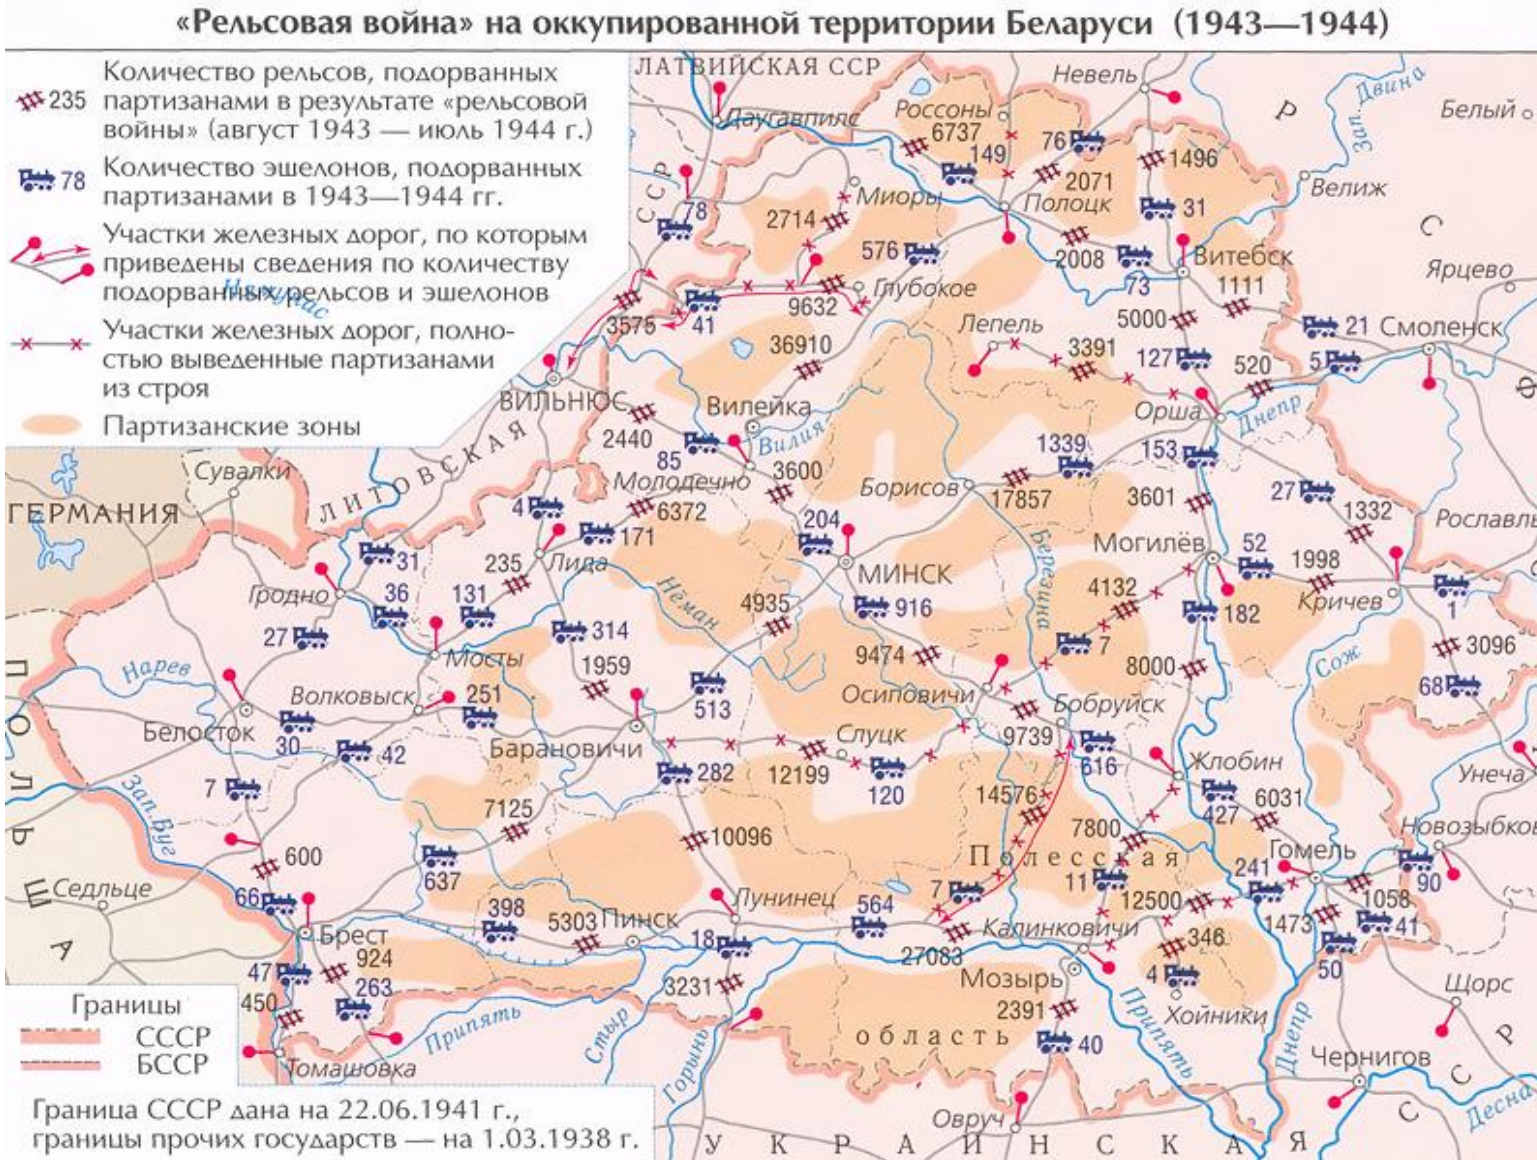 «Рельсовая война» на оккупированной территории Беларуси (1943—1944)
235
Количество рельсов, подорванных
партизанами в результате «рельсовой
войны» (август 1943 — июль 1944 г.)
78
Количество эшелонов, подорванных
партизанами в 1943—1944 гг.
Участки железных дорог, по которым
приведены сведения по количеству
подорванных рельсов и эшелонов
Участки железных дорог, полно-
стью выведенные партизанами
из строя
Партизанские зоны
ЛАТВИЙСКАЯ ССР
Невель
Россоны
Даугавпилс
6737
149
76
2071
1496
Зап. Двина
Белый
Велиж
ССР
78
Миоры
2714
Полоцк
31
576
2008
73
Витебск
1111
Ярцево
Глубокое
9632
41
3575
36910
Лепель
5000
3391
127
520
21
5
Смоленск
ВИЛЬНЮС
Вилейка
Вилия
Орша
Днепр
2440
85
Молодечно
3600
Борисов
1339
17857
153
3601
27
1332
Рославль
Сувалки
ГЕРМАНИЯ
ЛИТОВСКАЯ
4
171
6372
204
МИНСК
916
Березина
Могилёв
52
1998
Кричев
1
31
235
Лида
Гродно
36
131
27
314
Нёман
4935
4132
7
182
9474
8000
Сож
3096
68
Мосты
1959
Нарев
Волковыск
251
513
Осиповичи
Бобруйск
Белосток
30
42
Барановичи
Слуцк
9739
616
Жлобин
12199
120
282
7
Зап. Буг
7125
14576
7800
427
6031
Унеча
Новозыбков
10096
Полесская
Гомель
600
637
7
11
241
90
Седльце
66
398
5303
Пинск
Лунинец
564
12500
1473
1058
41
Брест
18
27083
Калинковичи
346
50
924
47
263
3231
Мозырь
4
Хойники
Щорс
450
2391
область
40
Припять
Стыр
Горынь
Припять
Днепр
Чернигов
Томашовка
Овруч
Десна
ПОЛЬША
Р С Ф
УКРАИНСКАЯ ССР
Границы
СССР
БССР
Граница СССР дана на 22.06.1941 г.,
границы прочих государств — на 1.03.1938 г.